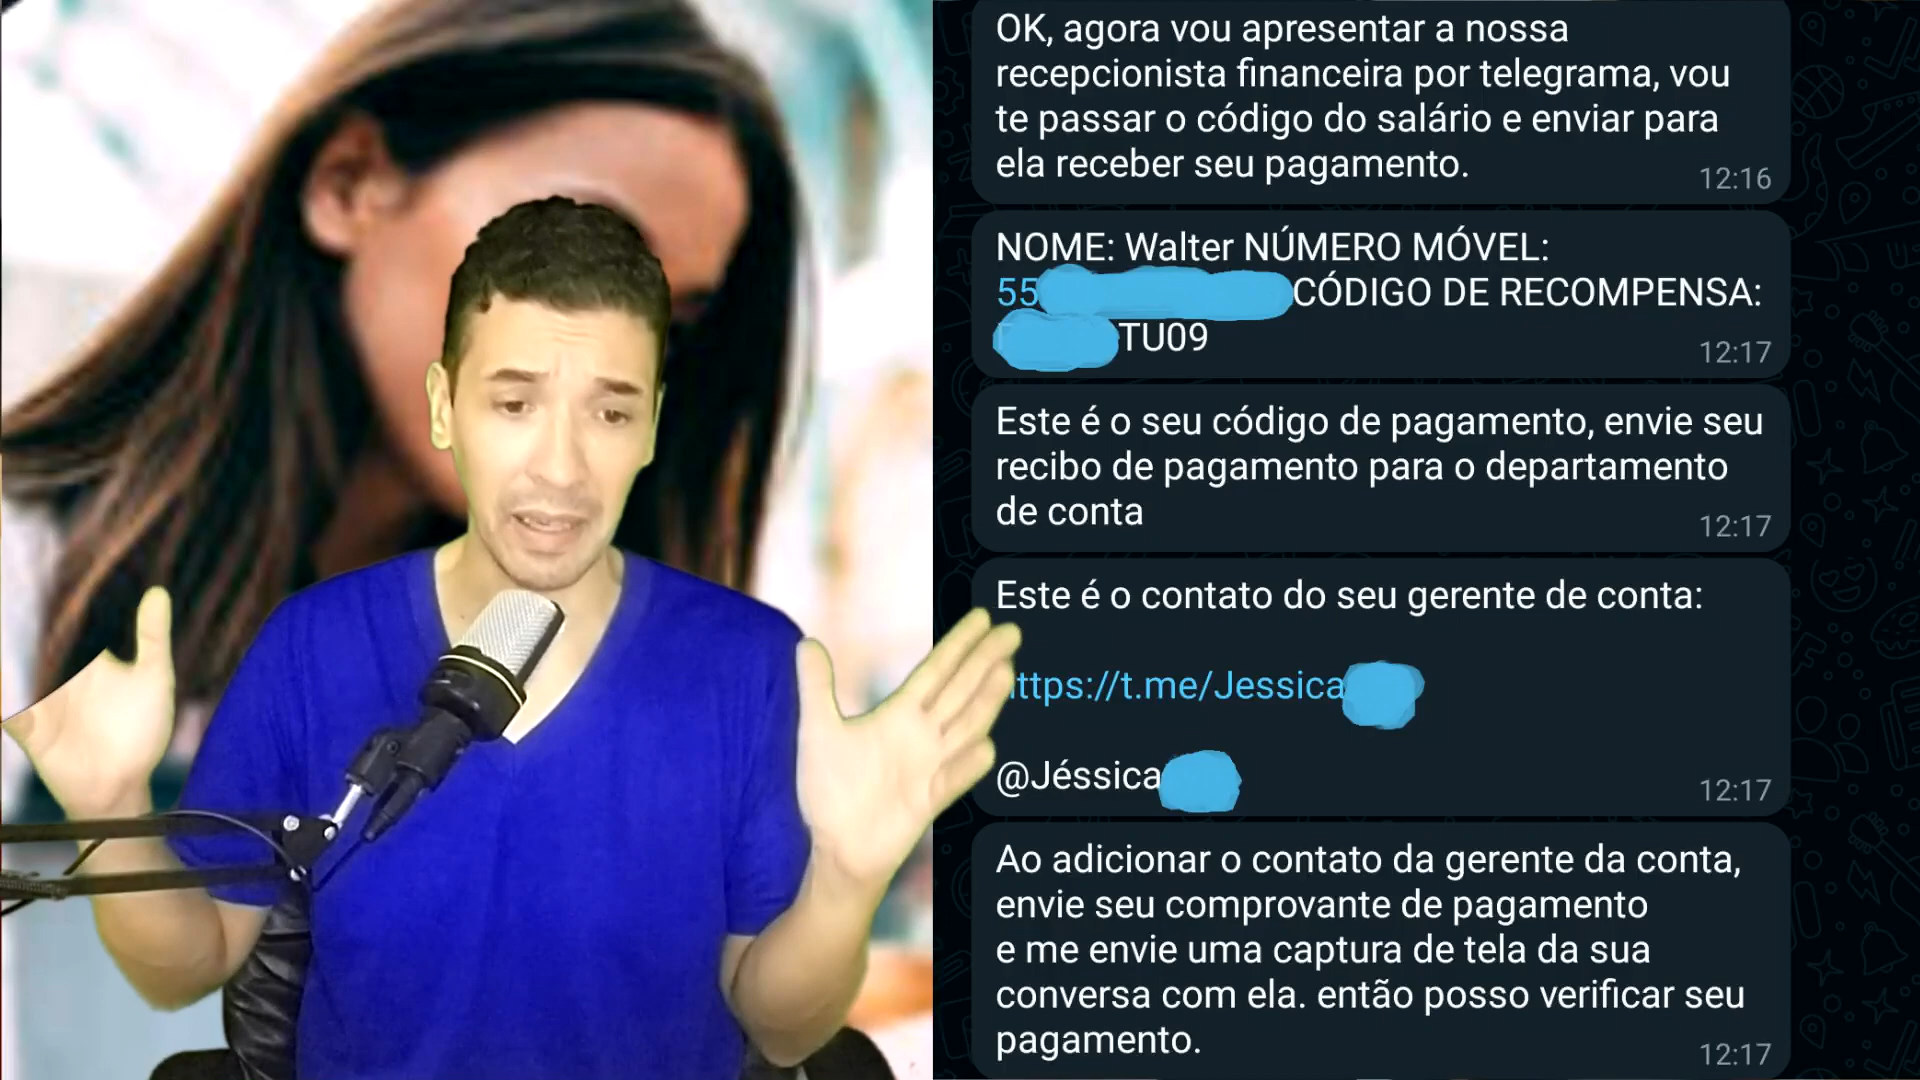 OK, agora vou apresentar a nossa
recepcionista financeira por telegrama, vou
te passar o código do salário e enviar para
ela receber seu pagamento.
12:16
NOME: Walter NÚMERO MÓVEL:
55 CÓDIGO DE RECOMPENSA:
TU09
12:17
Este é o seu código de pagamento, envie seu
recibo de pagamento para o departamento
de conta
12:17
Este é o contato do seu gerente de conta:
ttps://t.me/Jessica
@Jéssica
12:17
Ao adicionar o contato da gerente da conta,
envie seu comprovante de pagamento
e me envie uma captura de tela da sua
conversa com ela. então posso verificar seu
pagamento.
12:17